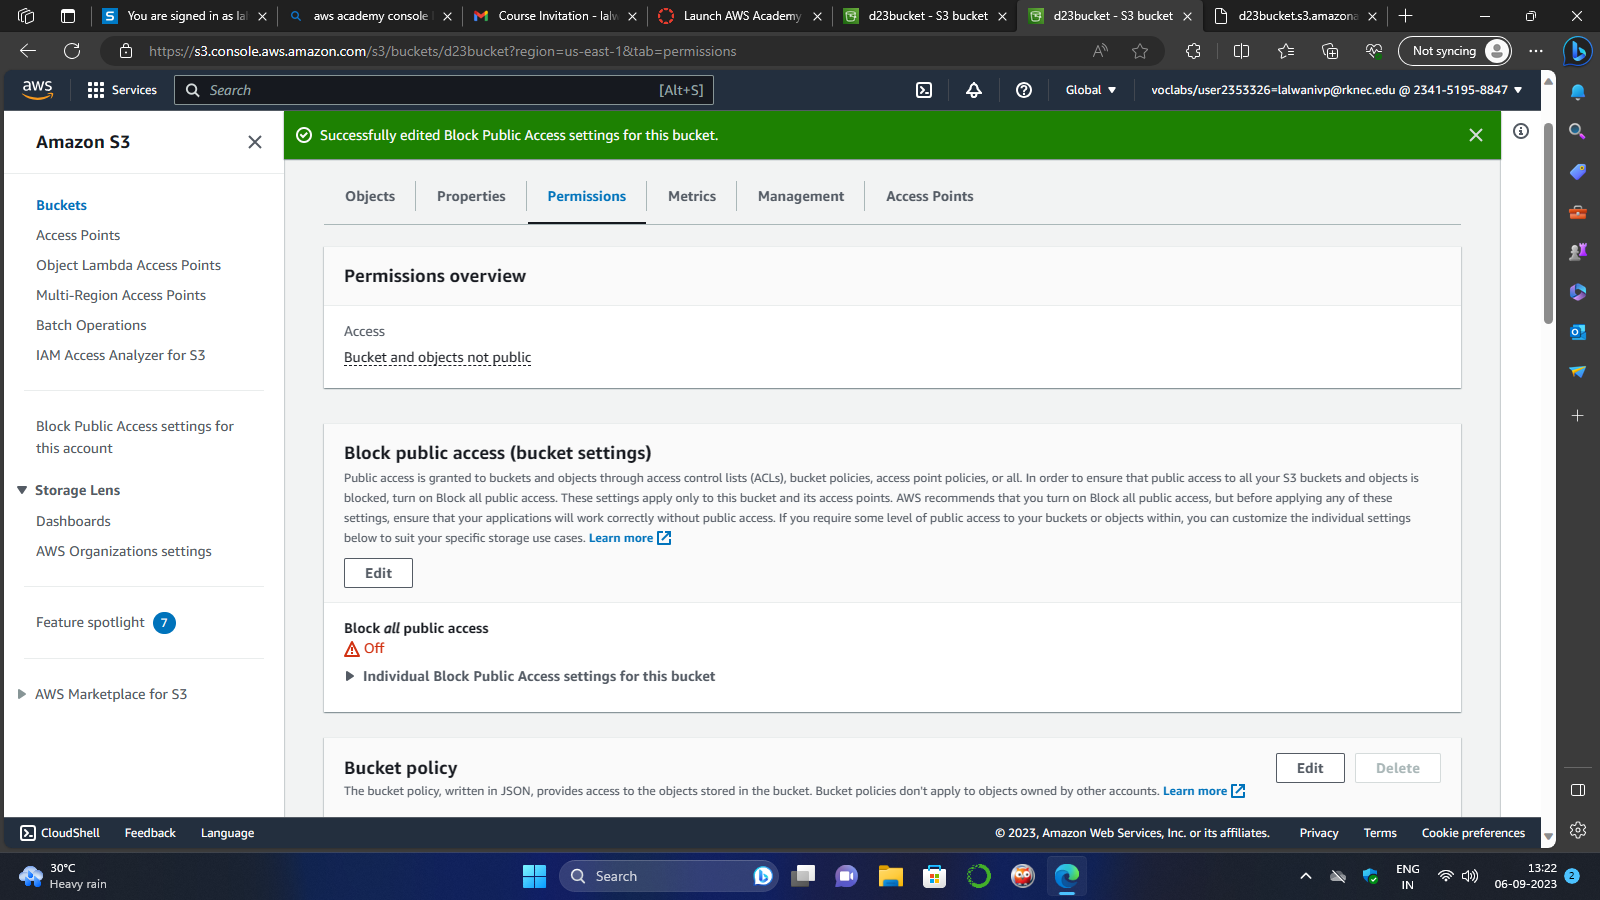 You are signed in as la
aws academy console
Course Invitation - lalw
Launch AWS Academy
d23bucket - S3 bucket
d23bucket - S3 bucket
d23bucket.s3.amazona
https://s3.console.aws.amazon.com/s3/buckets/d23bucket?region=us-east-1&tab=permissions
Not syncing
aws
Services
Search
[Alt+S]
Global
voclabs/user2353326=lalwanivp@rknec.edu @ 2341-5195-8847
Amazon S3
Successfully edited Block Public Access settings for this bucket.
Buckets
Access Points
Object Lambda Access Points
Multi-Region Access Points
Batch Operations
IAM Access Analyzer for S3
Block Public Access settings for
this account
Storage Lens
Dashboards
AWS Organizations settings
Feature spotlight 7
AWS Marketplace for S3
Objects
Properties
Permissions
Metrics
Management
Access Points
Permissions overview
Access
Bucket and objects not public
Block public access (bucket settings)
Public access is granted to buckets and objects through access control lists (ACLs), bucket policies, access point policies, or all. In order to ensure that public access to all your S3 buckets and objects is
blocked, turn on Block all public access. These settings apply only to this bucket and its access points. AWS recommends that you turn on Block all public access, but before applying any of these
settings, ensure that your applications will work correctly without public access. If you require some level of public access to your buckets or objects within, you can customize the individual settings
below to suit your specific storage use cases. Learn more
Edit
Block all public access
Off
Individual Block Public Access settings for this bucket
Bucket policy
Edit
Delete
The bucket policy, written in JSON, provides access to the objects stored in the bucket. Bucket policies don't apply to objects owned by other accounts. Learn more
CloudShell
Feedback
Language
© 2023, Amazon Web Services, Inc. or its affiliates.
Privacy
Terms
Cookie preferences
30°C
Heavy rain
Search
ENG
IN
13:22
06-09-2023
2